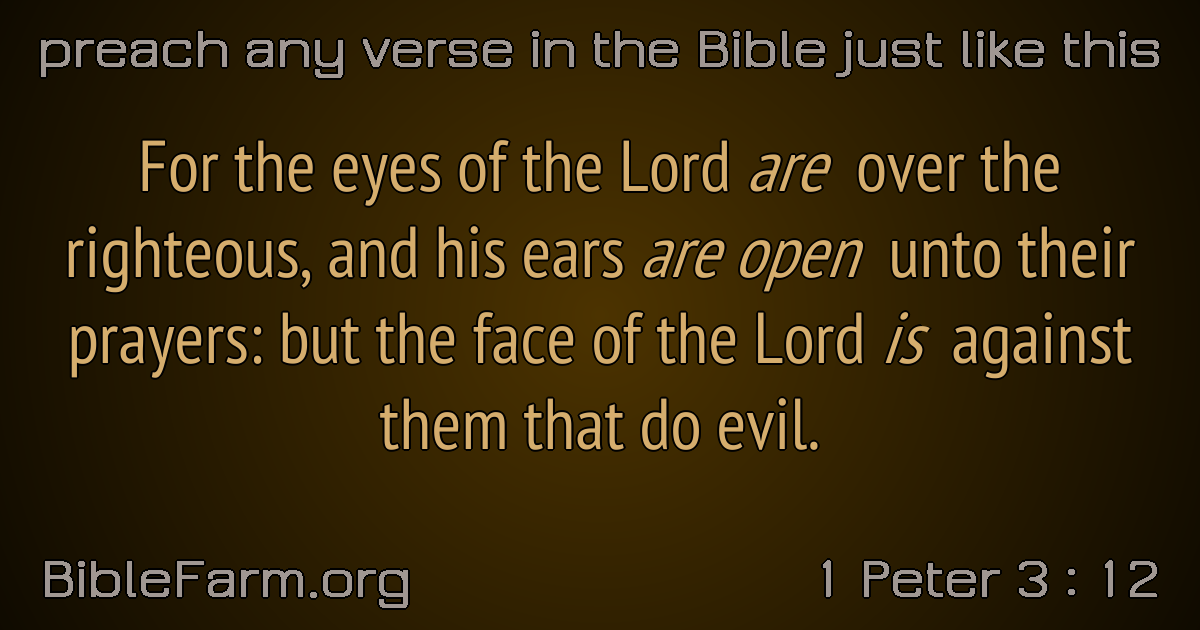 preach any verse in the Bible just like this
For the eyes of the Lord are over the
righteous, and his ears are open unto their
prayers: but the face of the Lord is against
them that do evil.
BibleFarm.org
1 Peter 3 : 12